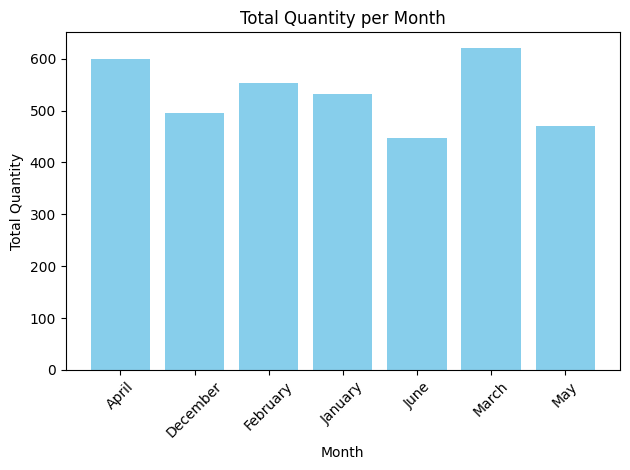 Total Quantity per Month
Total Quantity
600
500
400
300
200
100
0
April
December
February
January
June
March
May
Month